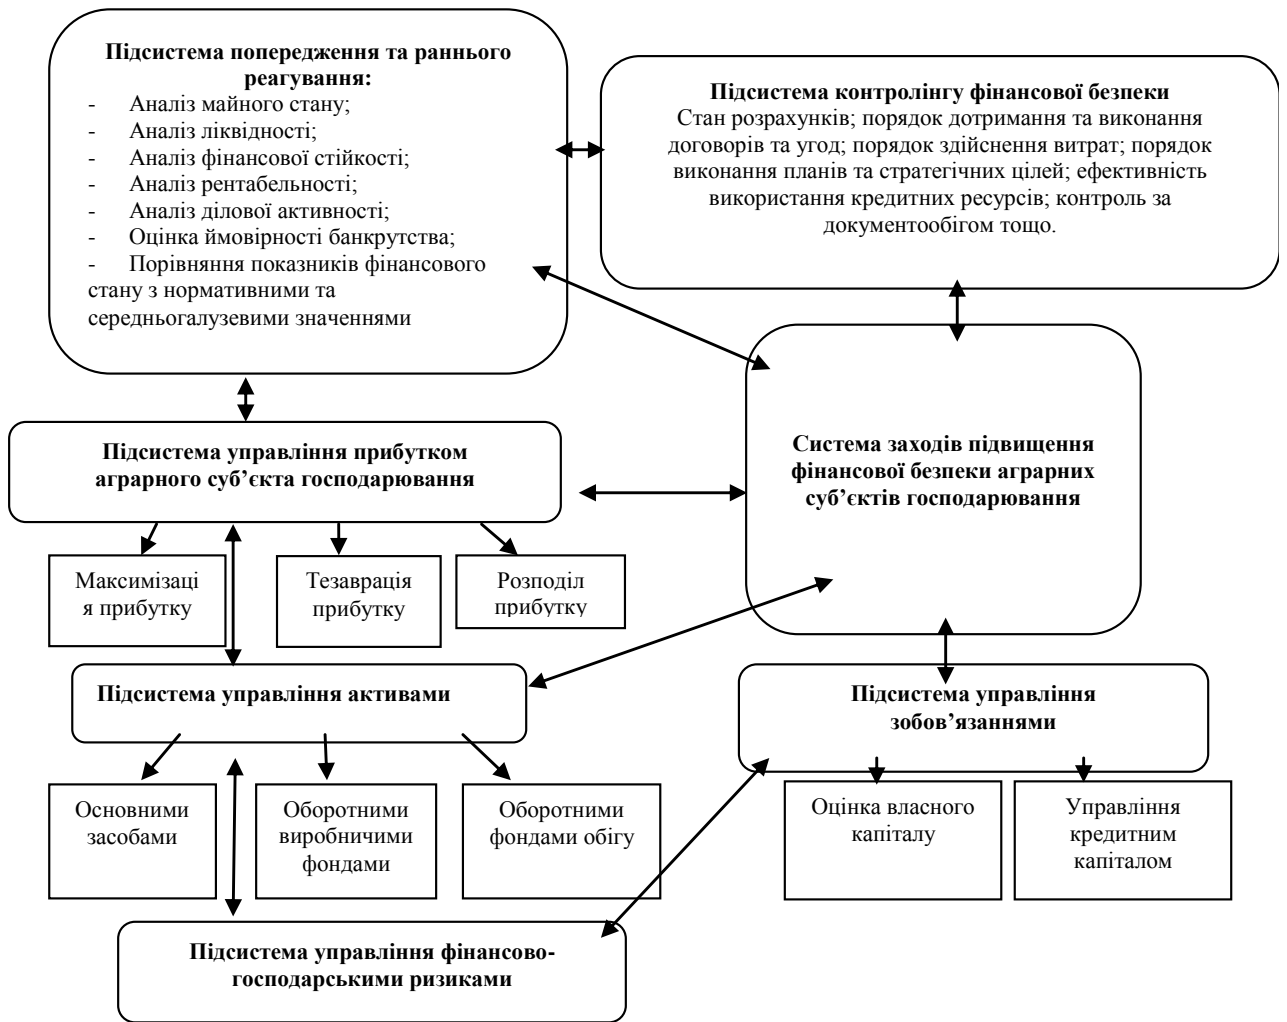 Підсистема попередження та раннього
реагування:
- Аналіз майного стану;
- Аналіз ліквідності;
- Аналіз фінансової стійкості;
- Аналіз рентабельності;
- Аналіз ділової активності;
- Оцінка ймовірності банкрутства;
- Порівняння показників фінансового
стану з нормативними та
середньогалузевими значеннями
Підсистема контролінгу фінансової безпеки
Стан розрахунків; порядок дотримання та виконання
договорів та угод; порядок здійснення витрат; порядок
виконання планів та стратегічних цілей; ефективність
використання кредитних ресурсів; контроль за
документообігом тощо.
Підсистема управління прибутком
аграрного суб’єкта господарювання
Система заходів підвищення
фінансової безпеки аграрних
суб’єктів господарювання
Максимізаці
я прибутку
Тезаврація
прибутку
Розподіл
прибутку
Підсистема управління активами
Підсистема управління
зобов’язаннями
Основними
засобами
Оборотними
виробничими
фондами
Оборотними
фондами обігу
Оцінка власного
капіталу
Управління
кредитним
капіталом
Підсистема управління фінансово-
господарськими ризиками